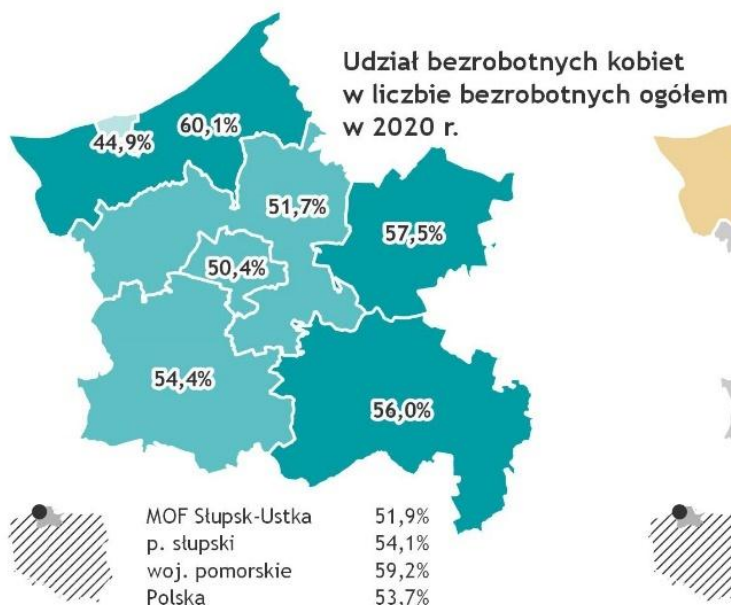 Udział bezrobotnych kobiet
w liczbie bezrobotnych ogółem
w 2020 r.
60,1%
44,9%
51,7%
57,5%
50,4%
54,4%
56,0%
MOF Słupsk-Ustka 51,9%
p. słupski 54,1%
woj. pomorskie 59,2%
Polska 53,7%